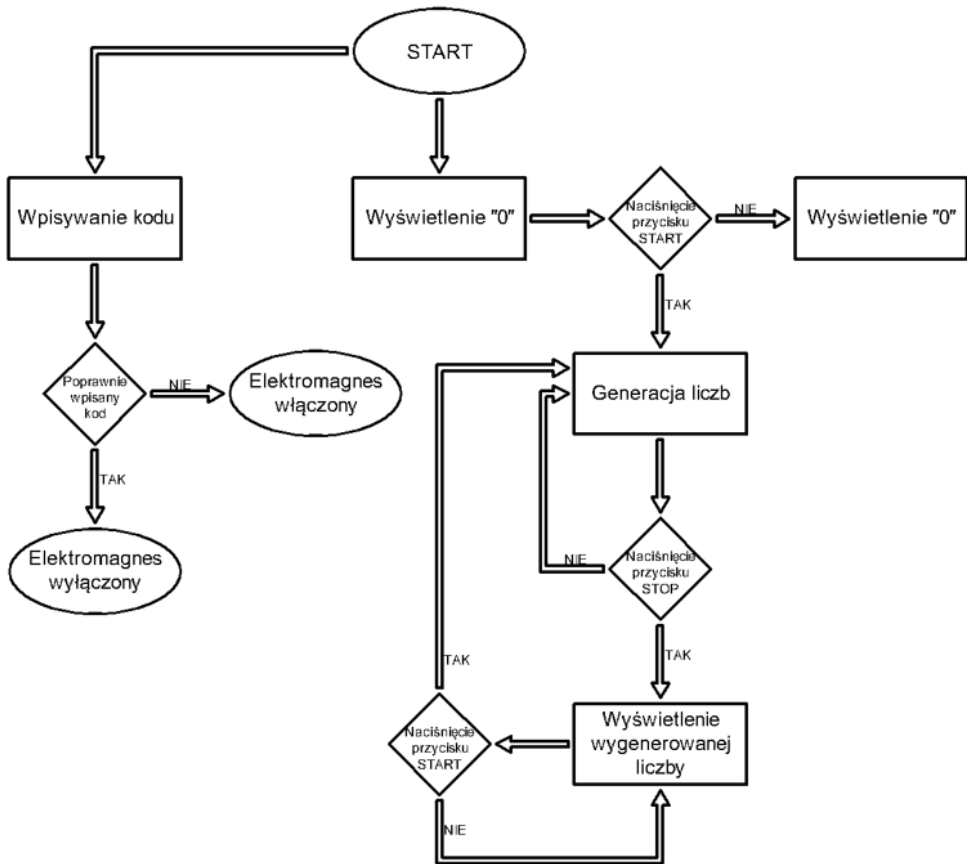 START
Wpisywanie kodu
Wyświetlenie "0"
Naciśnięcie
przycisku
START
NIE
Wyświetlenie "0"
TAK
Poprawnie
wpisany
kod
NIE
Elektromagnes
włączony
TAK
Elektromagnes
wyłączony
Generacja liczb
NIE
Naciśnięcie
przycisku
STOP
TAK
Wyświetlenie
wygenerowanej
liczby
Naciśnięcie
przycisku
START
TAK
NIE